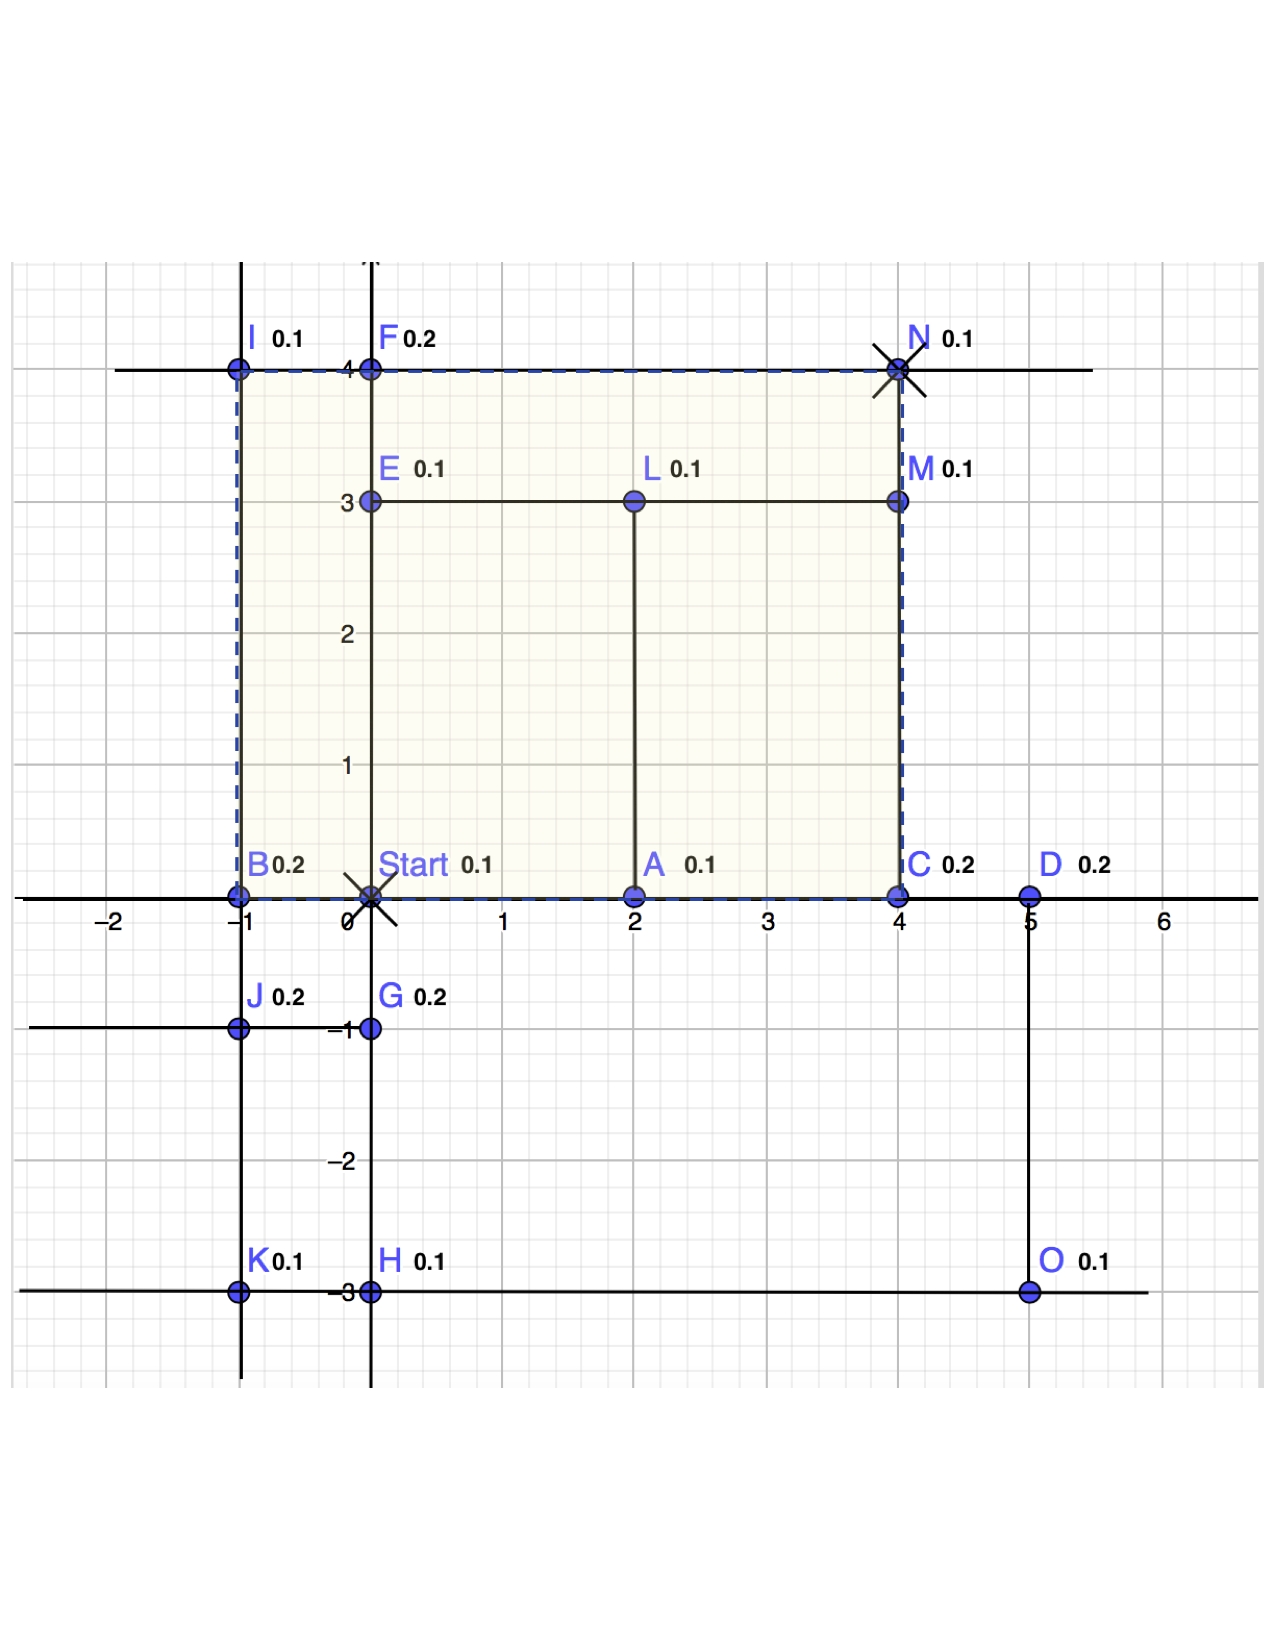 I 0.1 F 0.2 N 0.1
4
E 0.1 L 0.1 M 0.1
3
2
1
B 0.2 Start 0.1 A 0.1 C 0.2 D 0.2
–2 –1 0 1 2 3 4 5 6
J 0.2 G 0.2
–1
–2
K 0.1 H 0.1 O 0.1
–3